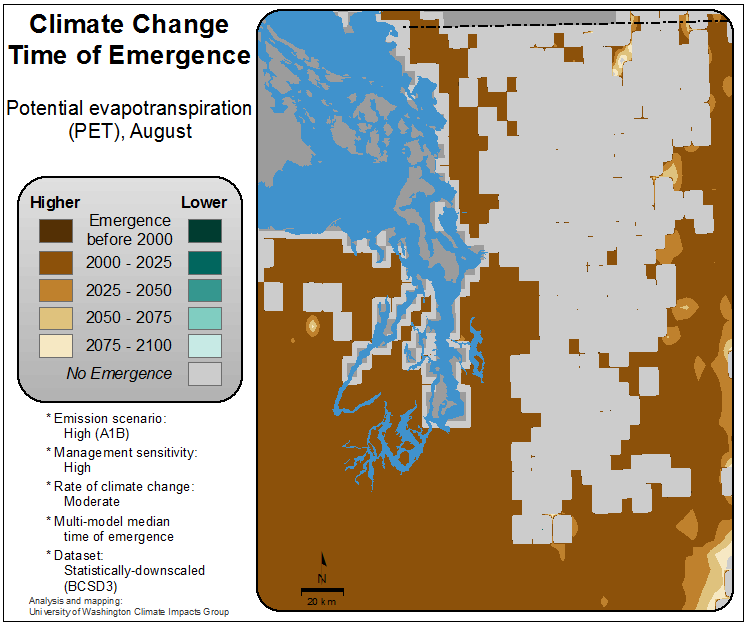 Climate Change
Time of Emergence
Potential evapotranspiration
(PET), August
Higher Lower
Emergence
before 2000
2000 - 2025
2025 - 2050
2050 - 2075
2075 - 2100
No Emergence
* Emission scenario:
High (A1B)
* Management sensitivity:
High
* Rate of climate change:
Moderate
* Multi-model median
time of emergence
* Dataset:
Statistically-downscaled
(BCSD3)
Analysis and mapping:
University of Washington Climate Impacts Group
N
20 km